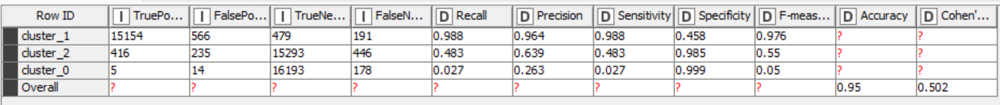 Row ID I TruePo... I FalsePo... I TrueNe... I FalseN... D Recall D Precision D Sensitivity D Specificity D F-meas... D Accuracy D Cohen'...
cluster_1 15154 566 479 191 0.988 0.964 0.988 0.458 0.976 ? ?
cluster_2 416 235 15293 446 0.483 0.639 0.483 0.985 0.55 ? ?
cluster_0 5 14 16193 178 0.027 0.263 0.027 0.999 0.05 ? ?
Overall ? ? ? ? ? ? ? ? ? 0.95 0.502